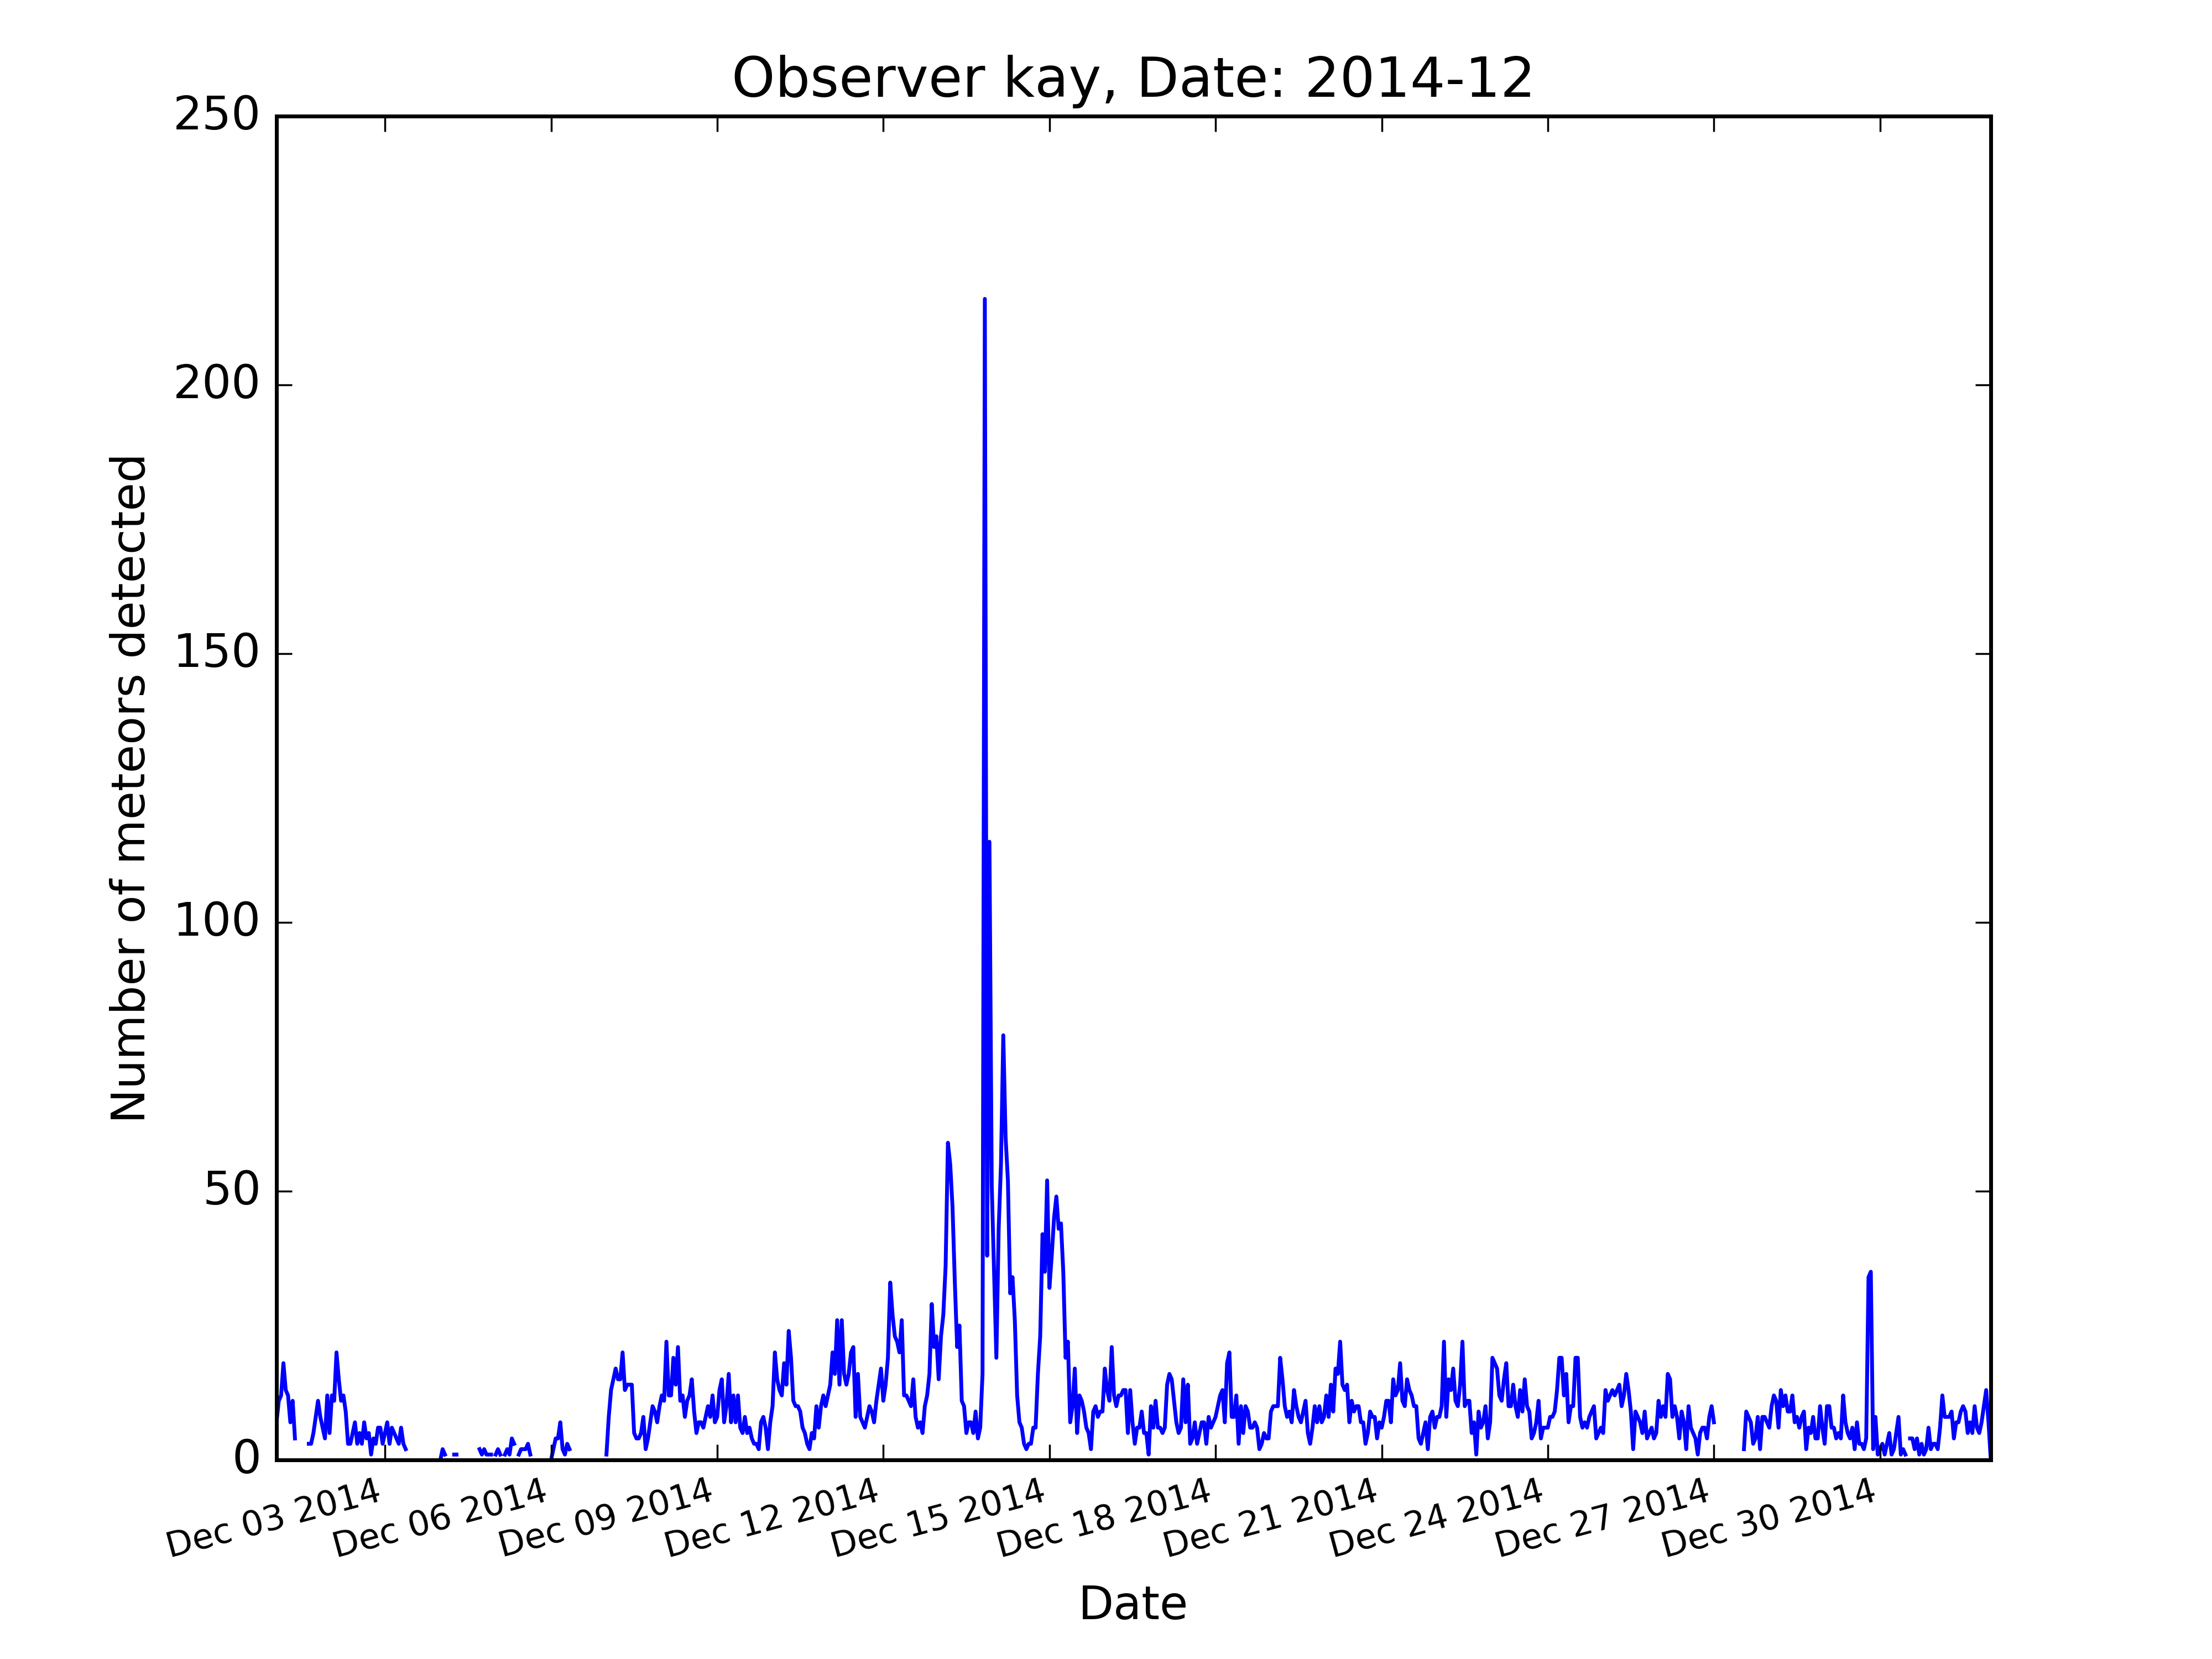 Observer kay, Date: 2014-12
250
200
150
100
50
0
Number of meteors detected
Dec 03 2014
Dec 06 2014
Dec 09 2014
Dec 12 2014
Dec 15 2014
Dec 18 2014
Dec 21 2014
Dec 24 2014
Dec 27 2014
Dec 30 2014
Date